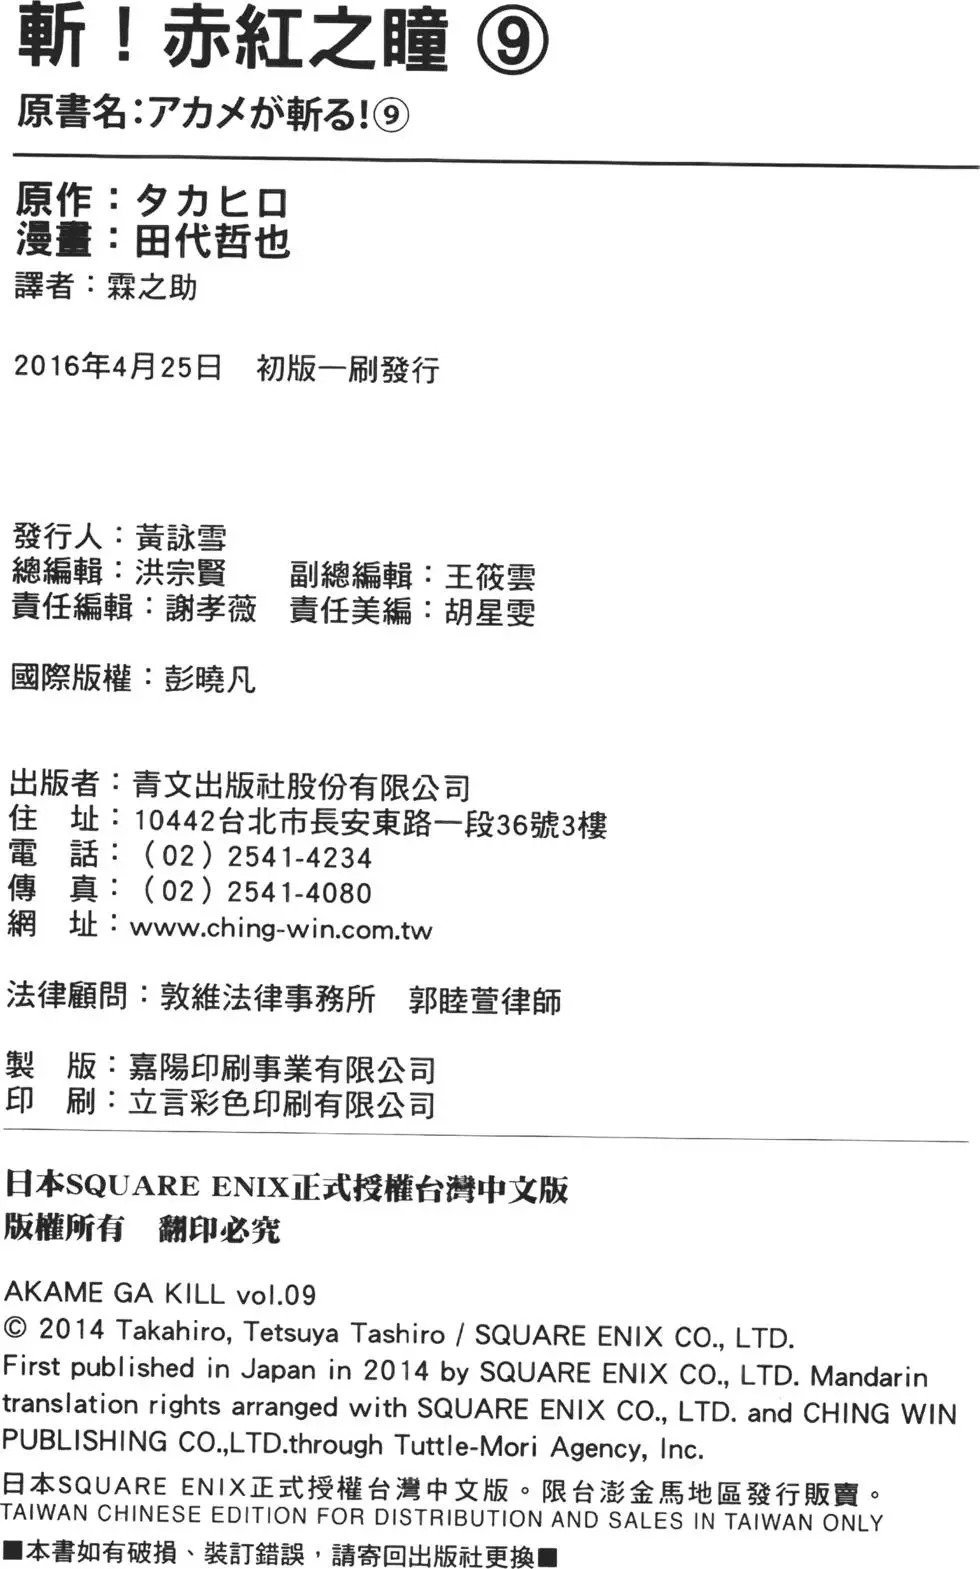 斬！赤紅之瞳 ⑨
原書名：アカメが斬る！⑨
原作：タカヒロ
漫畫：田代哲也
譯者：霖之助
2016年4月25日　初版一刷發行
發行人：黃詠雪
總編輯：洪宗賢　　副總編輯：王筱雲
責任編輯：謝孝薇　責任美編：胡星雯
國際版權：彭曉凡
出版者：青文出版社股份有限公司
住　址：10442台北市長安東路一段36號3樓
電　話：（02）2541-4234
傳　真：（02）2541-4080
網　址：www.ching-win.com.tw
法律顧問：敦維法律事務所　郭睦萱律師
製　版：嘉陽印刷事業有限公司
印　刷：立言彩色印刷有限公司
日本SQUARE ENIX正式授權台灣中文版
版權所有　翻印必究
AKAME GA KILL vol.09
© 2014 Takahiro, Tetsuya Tashiro / SQUARE ENIX CO., LTD.
First published in Japan in 2014 by SQUARE ENIX CO., LTD. Mandarin
translation rights arranged with SQUARE ENIX CO., LTD. and CHING WIN
PUBLISHING CO.,LTD.through Tuttle-Mori Agency, Inc.
日本SQUARE ENIX正式授權台灣中文版。限台澎金馬地區發行販賣。
TAIWAN CHINESE EDITION FOR DISTRIBUTION AND SALES IN TAIWAN ONLY
■本書如有破損、裝訂錯誤，請寄回出版社更換■